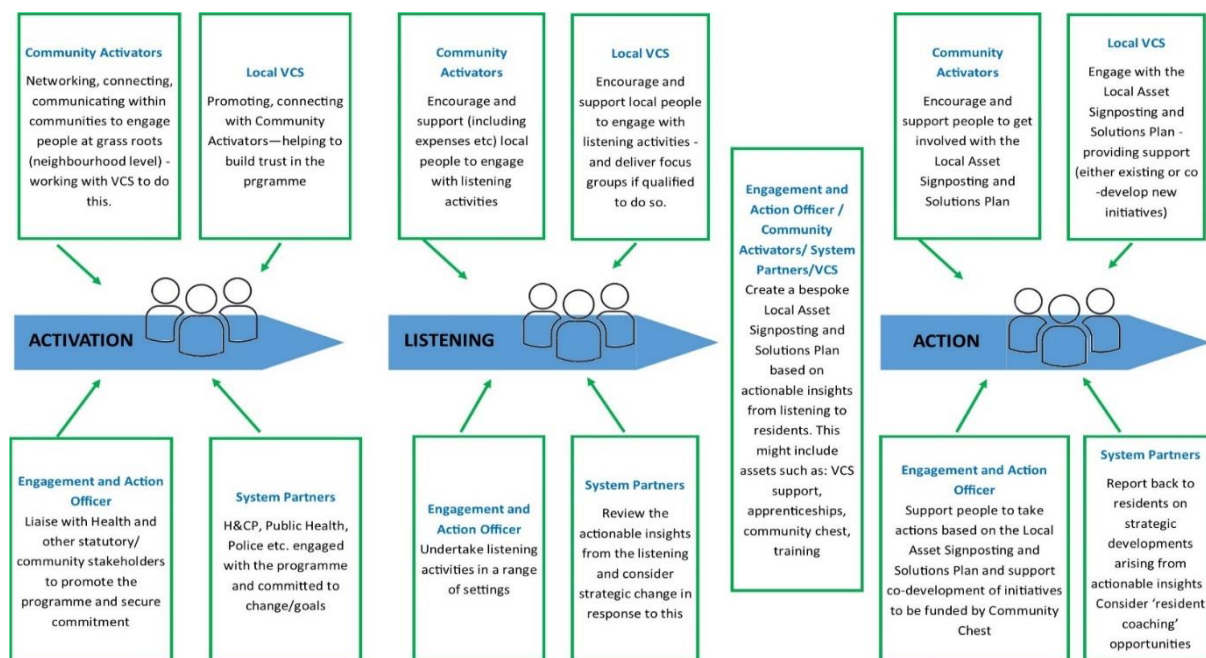 Community Activators
Networking, connecting,
communicating within
communities to engage
people at grass roots
(neighbourhood level) -
working with VCS to do
this.
Local VCS
Promoting, connecting
with Community
Activators—helping to
build trust in the
prgramme
ACTIVATION
Engagement and Action
Officer
Liaise with Health and
other statutory/
community stakeholders
to promote the
programme and secure
commitment
System Partners
H&CP, Public Health,
Police etc. engaged
with the programme
and committed to
change/goals
Community
Activators
Encourage and
support (including
expenses etc) local
people to engage
with listening
activities
Local VCS
Encourage and
support local people
to engage with
listening activities -
and deliver focus
groups if qualified
to do so.
LISTENING
Engagement and
Action Officer
Undertake listening
activities in a range
of settings
System Partners
Review the
actionable insights
from the listening
and consider
strategic change in
response to this
Engagement and
Action Officer /
Community
Activators/ System
Partners/VCS
Create a bespoke
Local Asset
Signposting and
Solutions Plan
based on
actionable insights
from listening to
residents. This
might include
assets such as: VCS
support,
apprenticeships,
community chest,
training
Community
Activators
Encourage and
support people to get
involved with the
Local Asset
Signposting and
Solutions Plan
Local VCS
Engage with the
Local Asset
Signposting and
Solutions Plan -
providing support
(either existing or co
-develop new
initiatives)
ACTION
Engagement and Action
Officer
Support people to take
actions based on the Local
Asset Signposting and
Solutions Plan and support
co-development of initiatives
to be funded by Community
Chest
System Partners
Report back to
residents on
strategic
developments
arising from
actionable insights
Consider ‘resident
coaching’
opportunities